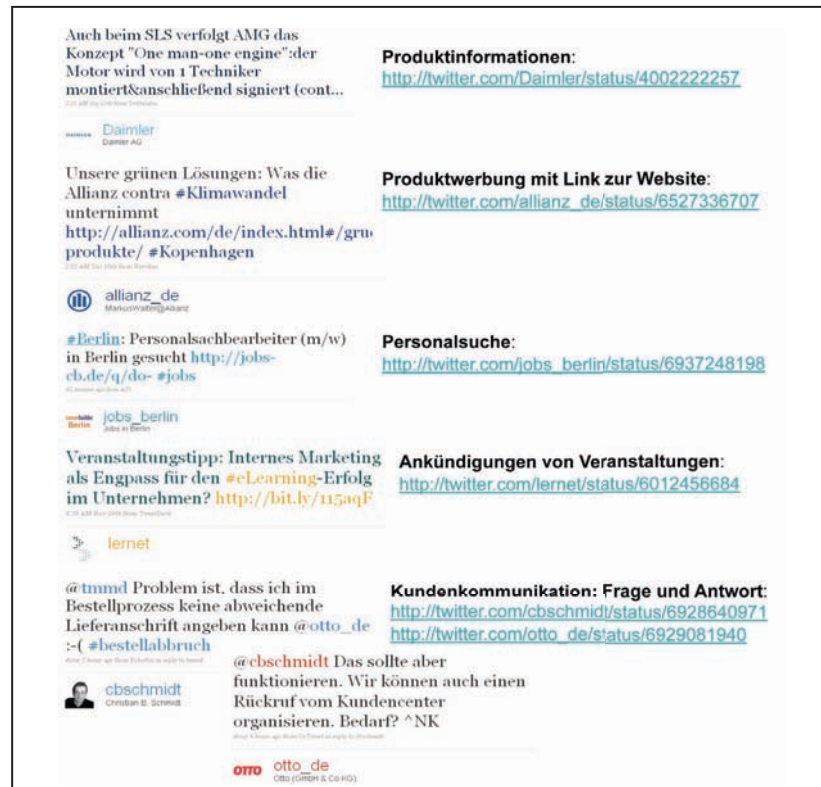 Auch beim SLS verfolgt AMG das
Konzept "One man-one engine":der
Motor wird von 1 Techniker
montiert&anschließend signiert (cont...
Produktinformationen:
http://twitter.com/Daimler/status/4002222257
Daimler
Daimler AG
Unsere grünen Lösungen: Was die
Allianz contra #Klimawandel
unternimmt
http://allianz.com/de/index.html#/grue
produkte/ #Kopenhagen
Produktwerbung mit Link zur Website:
http://twitter.com/allianz_de/status/6527336707
allianz_de
MarkusWalter@Allianz
#Berlin: Personalsachbearbeiter (m/w)
in Berlin gesucht http://jobs-
cb.de/q/do- #jobs
Personalsuche:
http://twitter.com/jobs_berlin/status/6937248198
jobs_berlin
Jobs in Berlin
Veranstaltungstipp: Internes Marketing
als Engpass für den #eLearning-Erfolg
im Unternehmen? http://bit.ly/115aqF
Ankündigungen von Veranstaltungen:
http://twitter.com/lernet/status/6012456684
lernet
@tmmd Problem ist, dass ich im
Bestellprozess keine abweichende
Lieferanschrift angeben kann @otto_de
:-( #bestellabbruch
Kundenkommunikation: Frage und Antwort:
http://twitter.com/cbschmidt/status/6928640971
http://twitter.com/otto_de/status/6929081940
cbschmidt
Christian B. Schmidt
@cbschmidt Das sollte aber
funktionieren. Wir können auch einen
Rückruf vom Kundencenter
organisieren. Bedarf? ^NK
OTTO
otto_de
Otto (GmbH & Co KG)